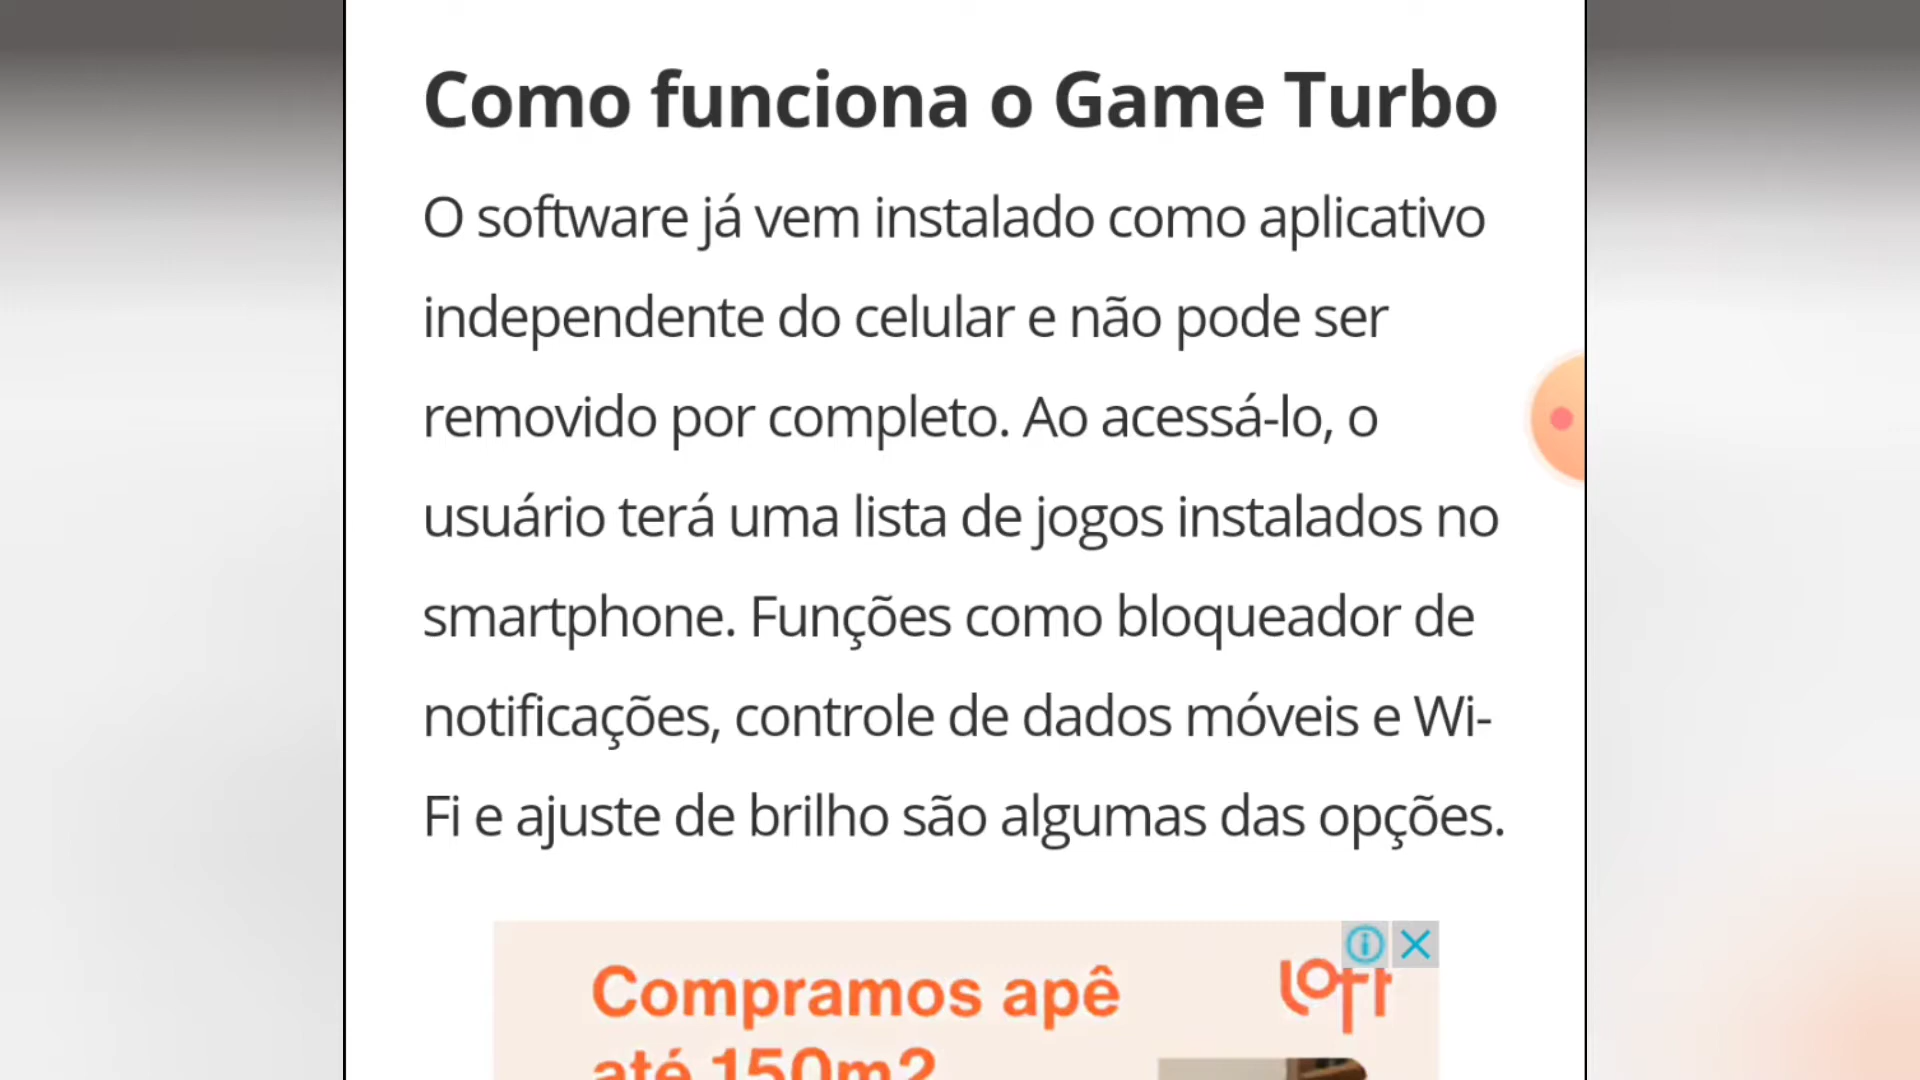 Como funciona o Game Turbo
O software já vem instalado como aplicativo
independente do celular e não pode ser
removido por completo. Ao acessá-lo, o
usuário terá uma lista de jogos instalados no
smartphone. Funções como bloqueador de
notificações, controle de dados móveis e Wi-
Fi e ajuste de brilho são algumas das opções.
Compramos apê
loft
até 150m2